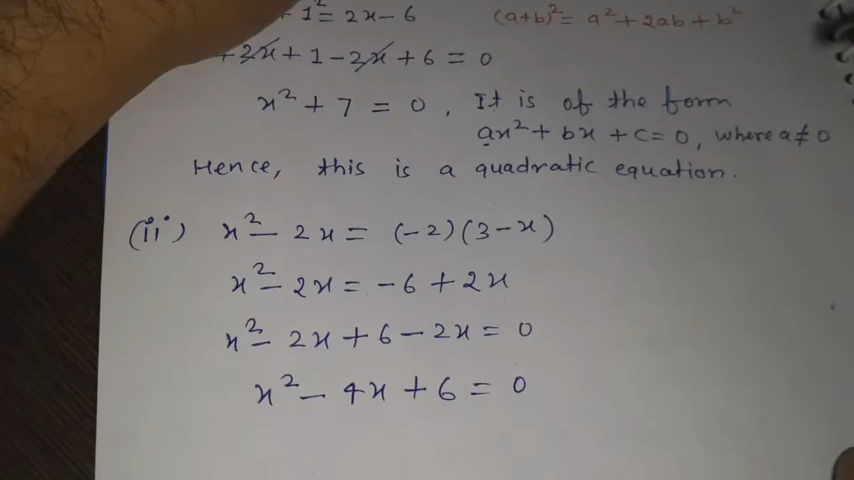 + 1² = 2x - 6
(a+b)² = a² + 2ab + b²
+ 2x + 1 - 2x + 6 = 0
x² + 7 = 0 , It is of the form
ax² + bx + c = 0, where a ≠ 0
Hence, this is a quadratic equation.
(ii) x² - 2x = (-2)(3-x)
x² - 2x = -6 + 2x
x² - 2x + 6 - 2x = 0
x² - 4x + 6 = 0